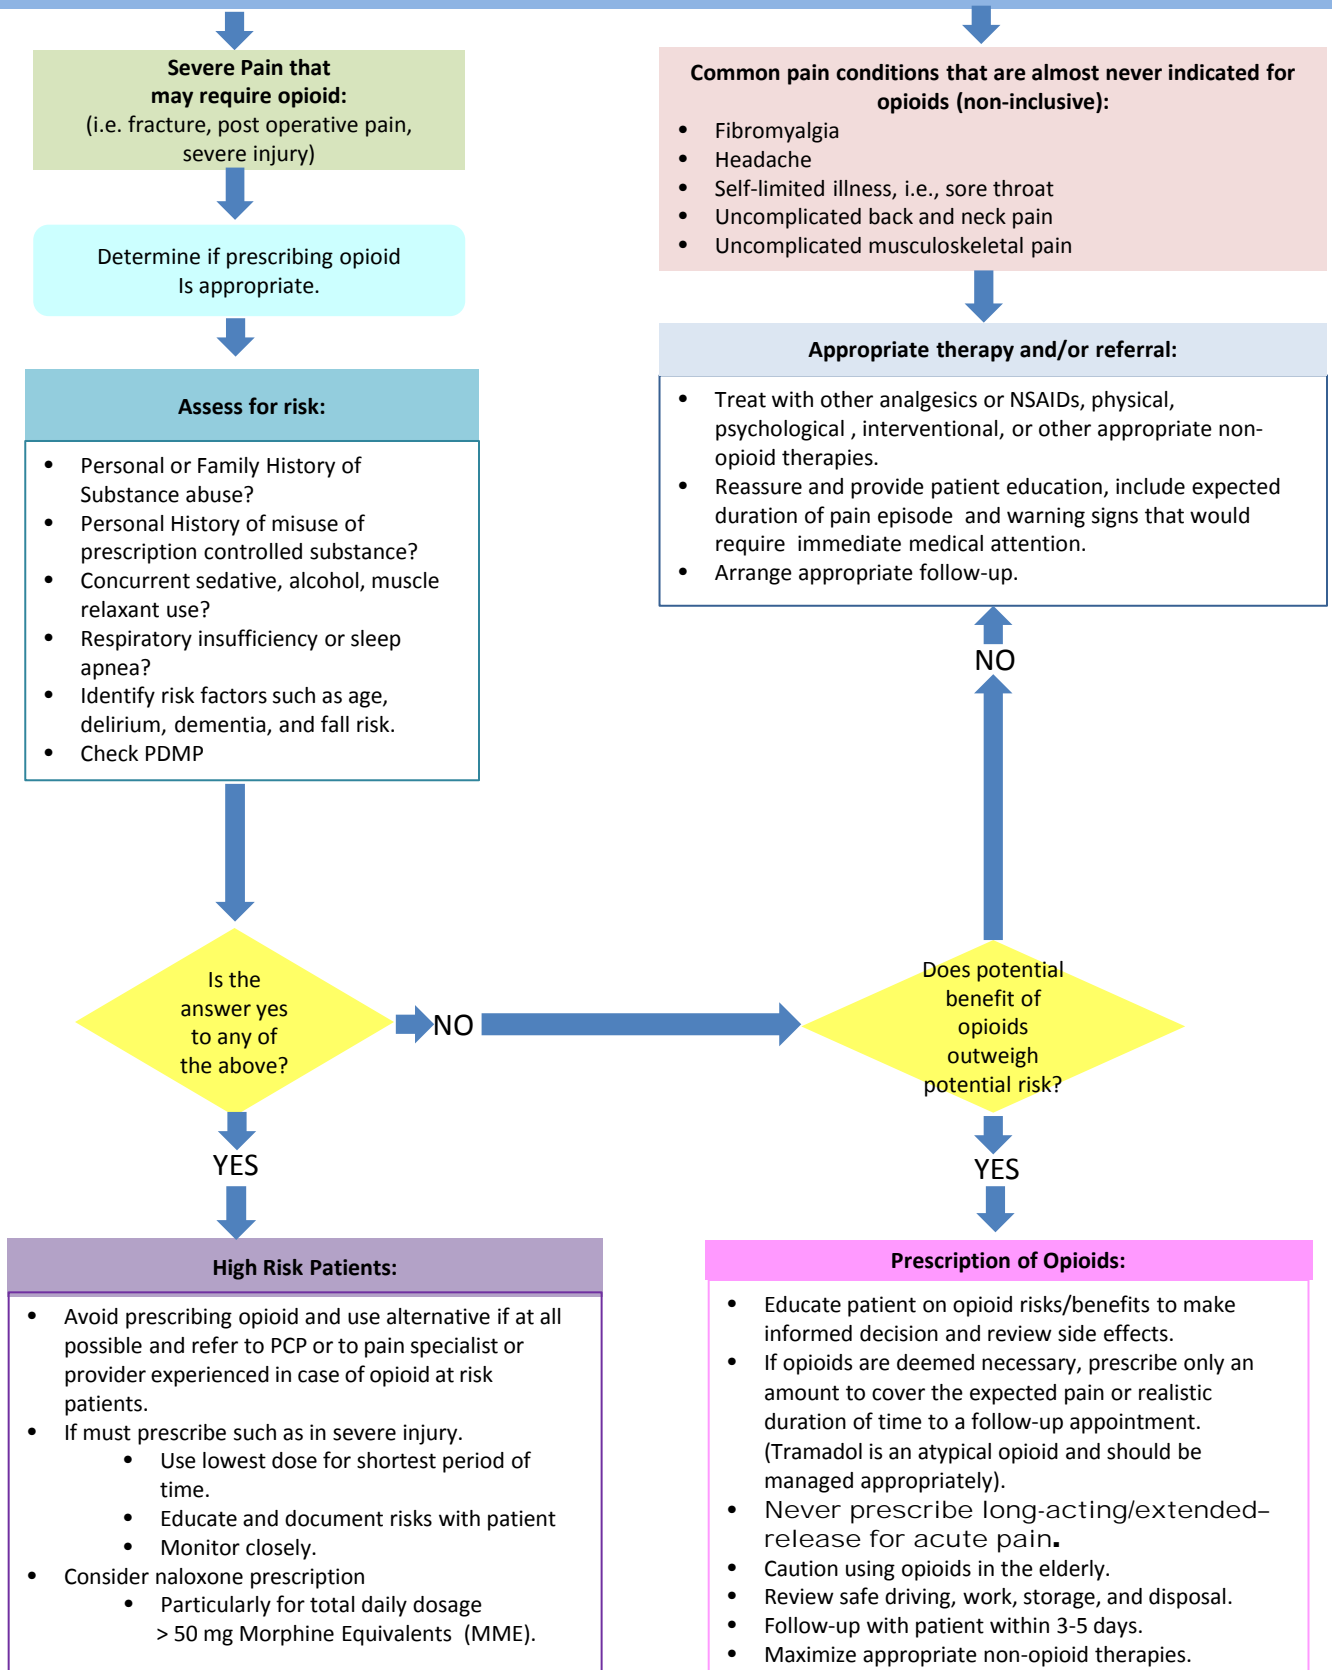 Severe Pain that
may require opioid:
(i.e. fracture, post operative pain,
severe injury)
Determine if prescribing opioid
Is appropriate.
Assess for risk:
• Personal or Family History of
Substance abuse?
• Personal History of misuse of
prescription controlled substance?
• Concurrent sedative, alcohol, muscle
relaxant use?
• Respiratory insufficiency or sleep
apnea?
• Identify risk factors such as age,
delirium, dementia, and fall risk.
• Check PDMP
Is the
answer yes
to any of
the above?
NO
YES
High Risk Patients:
• Avoid prescribing opioid and use alternative if at all
possible and refer to PCP or to pain specialist or
provider experienced in case of opioid at risk
patients.
• If must prescribe such as in severe injury.
• Use lowest dose for shortest period of
time.
• Educate and document risks with patient
• Monitor closely.
• Consider naloxone prescription
• Particularly for total daily dosage
> 50 mg Morphine Equivalents (MME).
Common pain conditions that are almost never indicated for
opioids (non-inclusive):
• Fibromyalgia
• Headache
• Self-limited illness, i.e., sore throat
• Uncomplicated back and neck pain
• Uncomplicated musculoskeletal pain
Appropriate therapy and/or referral:
• Treat with other analgesics or NSAIDs, physical,
psychological , interventional, or other appropriate non-
opioid therapies.
• Reassure and provide patient education, include expected
duration of pain episode and warning signs that would
require immediate medical attention.
• Arrange appropriate follow-up.
NO
Does potential
benefit of
opioids
outweigh
potential risk?
YES
Prescription of Opioids:
• Educate patient on opioid risks/benefits to make
informed decision and review side effects.
• If opioids are deemed necessary, prescribe only an
amount to cover the expected pain or realistic
duration of time to a follow-up appointment.
(Tramadol is an atypical opioid and should be
managed appropriately).
• Never prescribe long-acting/extended–
release for acute pain.
• Caution using opioids in the elderly.
• Review safe driving, work, storage, and disposal.
• Follow-up with patient within 3-5 days.
• Maximize appropriate non-opioid therapies.